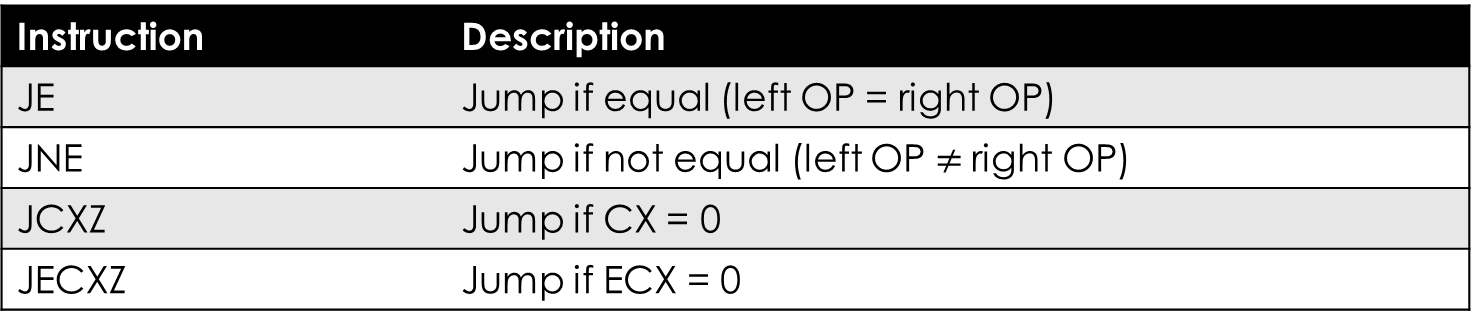 Instruction Description
JE Jump if equal (left OP = right OP)
JNE Jump if not equal (left OP ≠ right OP)
JCXZ Jump if CX = 0
JECXZ Jump if ECX = 0